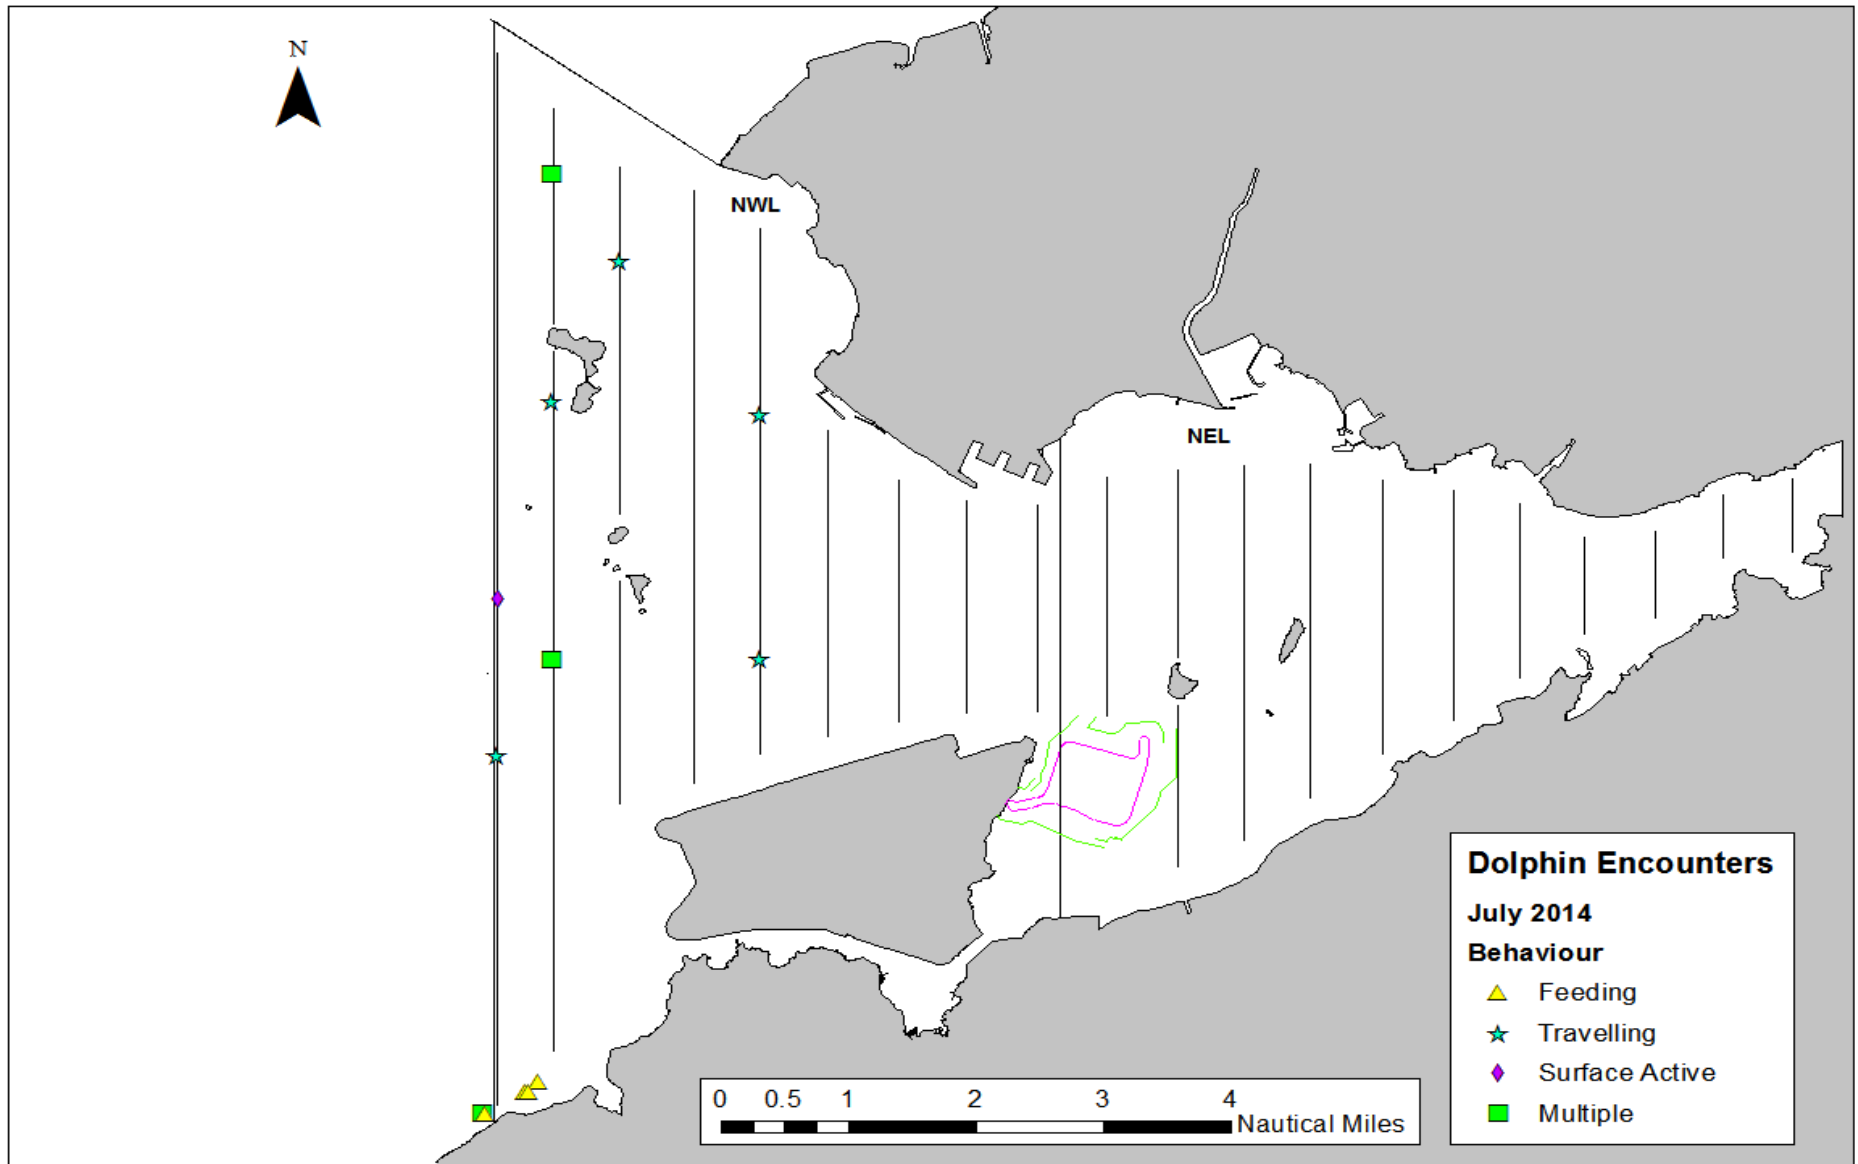 N
NWL
NEL
Dolphin Encounters
July 2014
Behaviour
Feeding
Travelling
Surface Active
Multiple
0 0.5 1 2 3 4
Nautical Miles